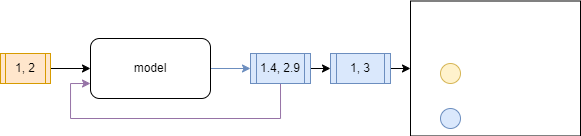 1, 2
model
1.4, 2.9
1, 3